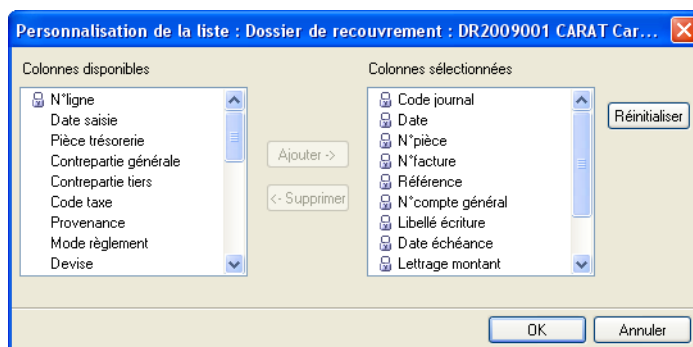 Personnalisation de la liste : Dossier de recouvrement : DR2009001 CARAT Car...
Colonnes disponibles
N°ligne
Date saisie
Pièce trésorerie
Contrepartie générale
Contrepartie tiers
Code taxe
Provenance
Mode règlement
Devise
Ajouter ->
<- Supprimer
Colonnes sélectionnées
Code journal
Date
N°pièce
N°facture
Référence
N°compte général
Libellé écriture
Date échéance
Lettrage montant
Réinitialiser
OK
Annuler